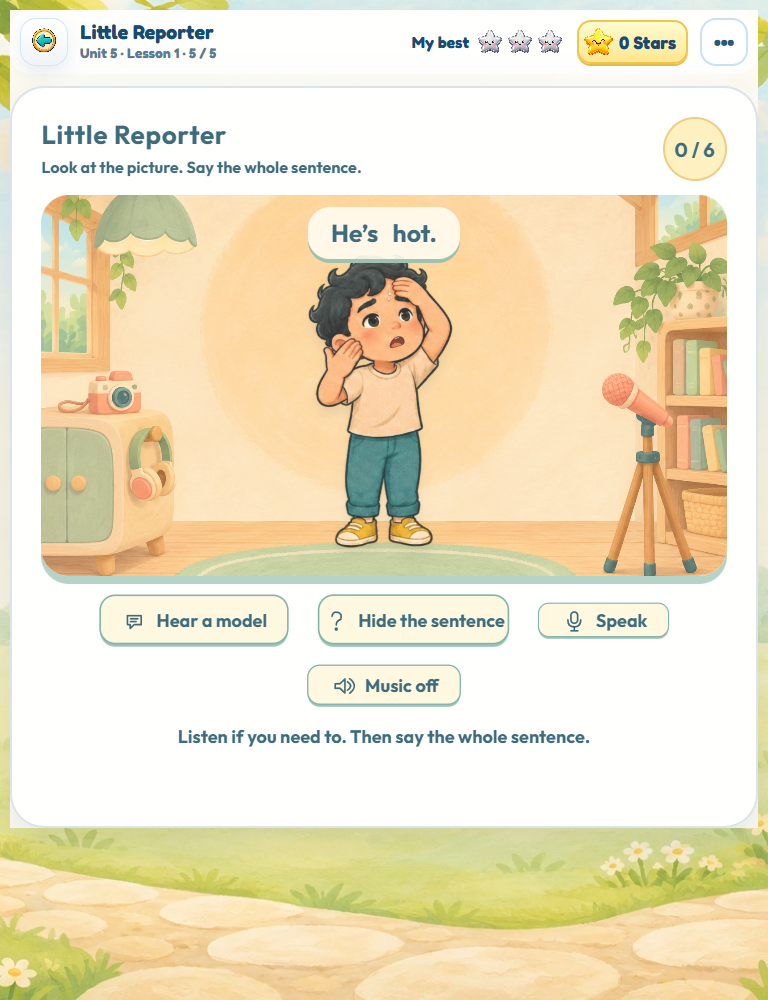 Little Reporter
Unit 5 · Lesson 1 · 5 / 5
My best
0 Stars
Little Reporter
Look at the picture. Say the whole sentence.
0 / 6
He’s hot.
Hear a model
? Hide the sentence
Speak
Music off
Listen if you need to. Then say the whole sentence.